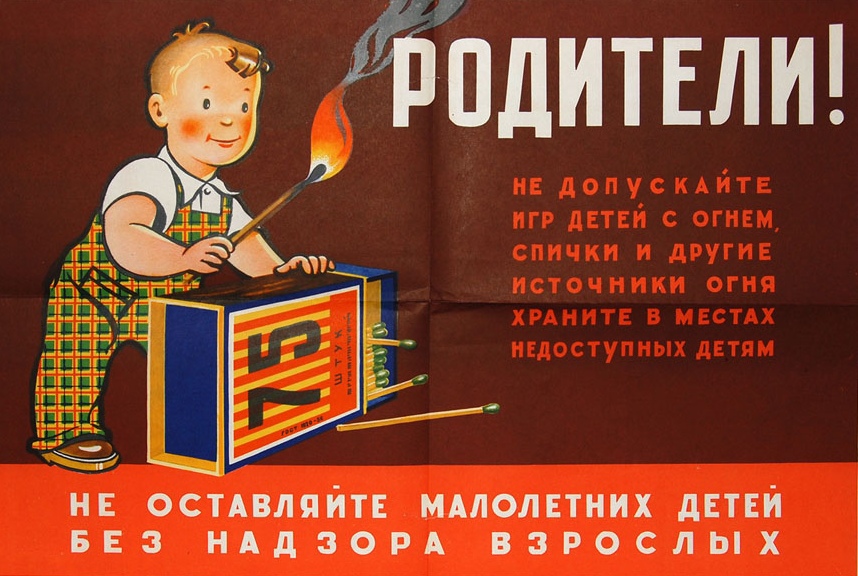 РОДИТЕЛИ!
НЕ ДОПУСКАЙТЕ
ИГР ДЕТЕЙ С ОГНЕМ,
СПИЧКИ И ДРУГИЕ
ИСТОЧНИКИ ОГНЯ
ХРАНИТЕ В МЕСТАХ
НЕДОСТУПНЫХ ДЕТЯМ
75
ШТУК
НЕ ОСТАВЛЯЙТЕ МАЛОЛЕТНИХ ДЕТЕЙ
БЕЗ НАДЗОРА ВЗРОСЛЫХ